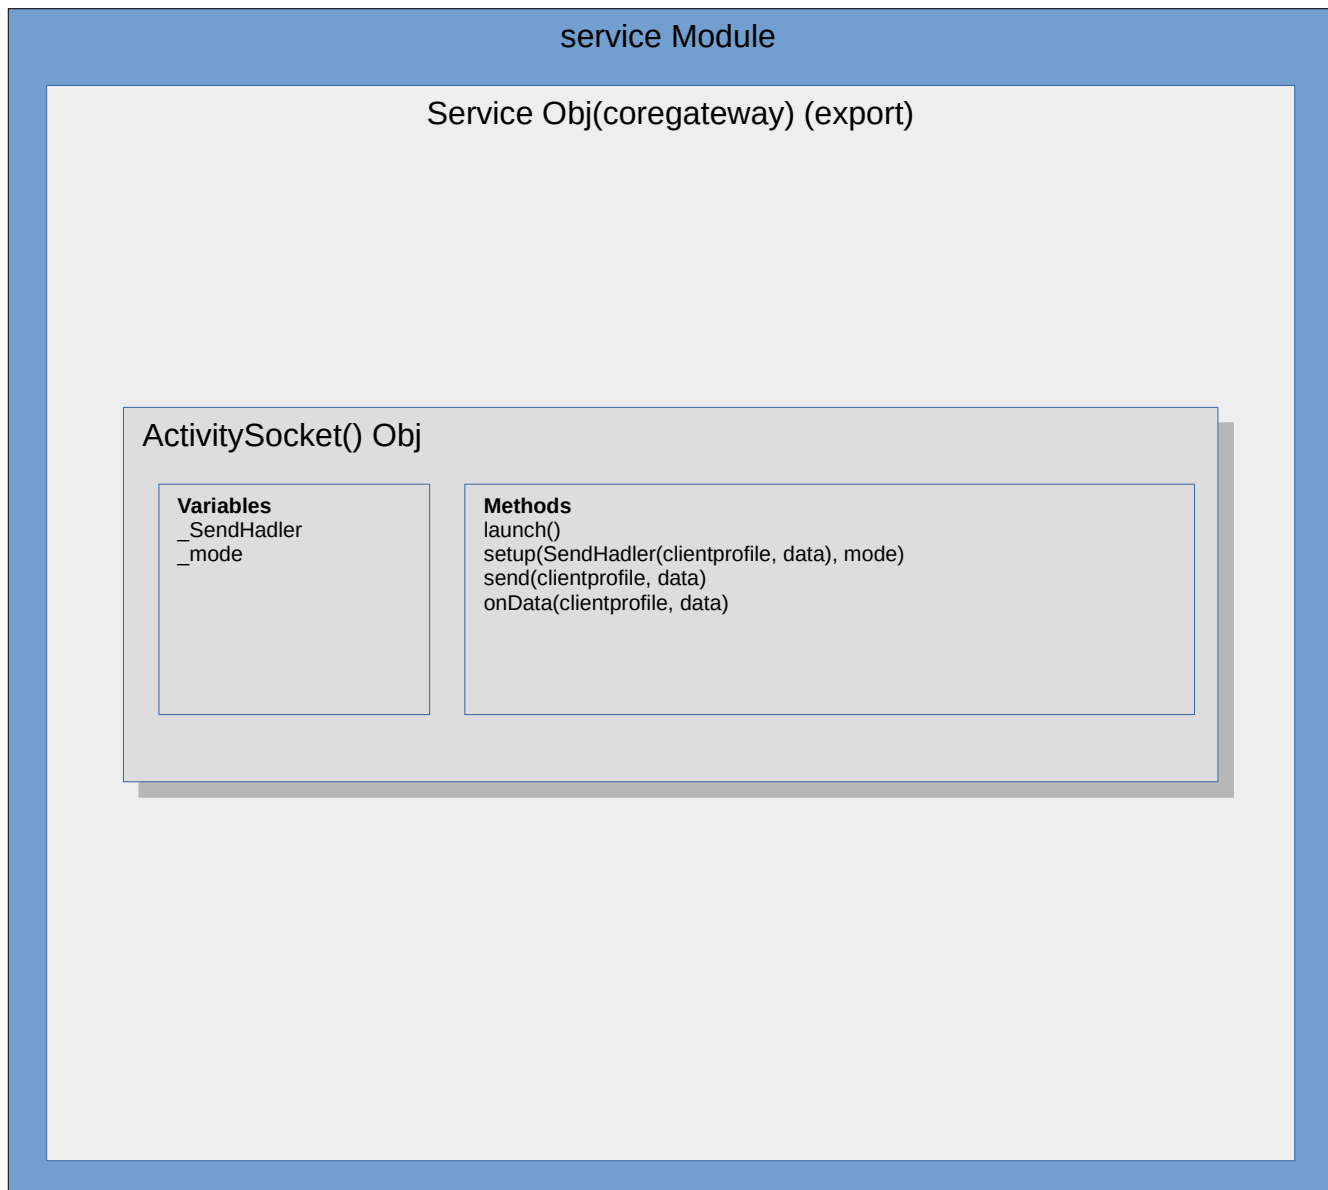 service Module
Service Obj(coregateway) (export)
ActivitySocket() Obj
Variables
_SendHadler
_mode
Methods
launch()
setup(SendHadler(clientprofile, data), mode)
send(clientprofile, data)
onData(clientprofile, data)